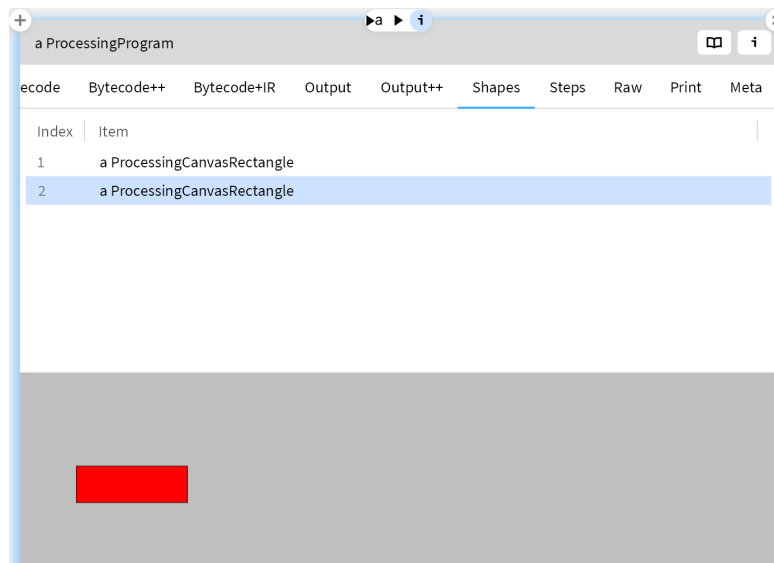 a
a ProcessingProgram
i
ecode Bytecode++ Bytecode+IR Output Output++ Shapes Steps Raw Print Meta
Index Item
1 a ProcessingCanvasRectangle
2 a ProcessingCanvasRectangle